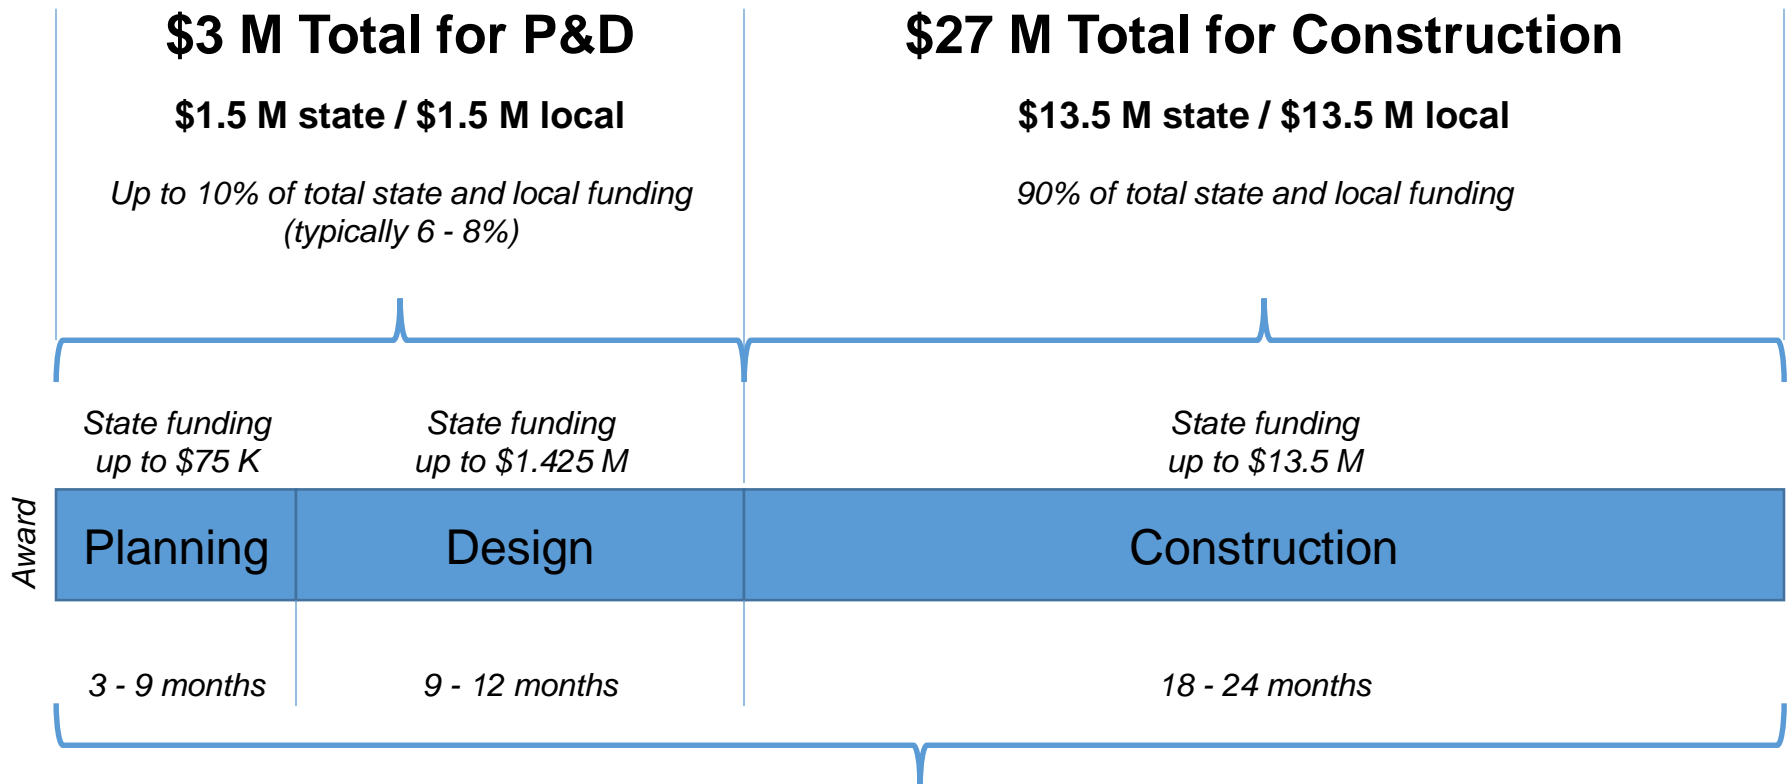 $3 M Total for P&D
$1.5 M state / $1.5 M local
Up to 10% of total state and local funding
(typically 6 - 8%)
$27 M Total for Construction
$13.5 M state / $13.5 M local
90% of total state and local funding
State funding
up to $75 K
State funding
up to $1.425 M
State funding
up to $13.5 M
Award
Planning
Design
Construction
3 - 9 months
9 - 12 months
18 - 24 months